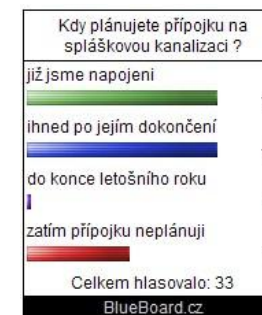 Kdy plánujete přípojku na
spláškovou kanalizaci ?
již jsme napojeni
ihned po jejím dokončení
do konce letošního roku
zatím přípojku neplánuji
Celkem hlasovalo: 33
BlueBoard.cz